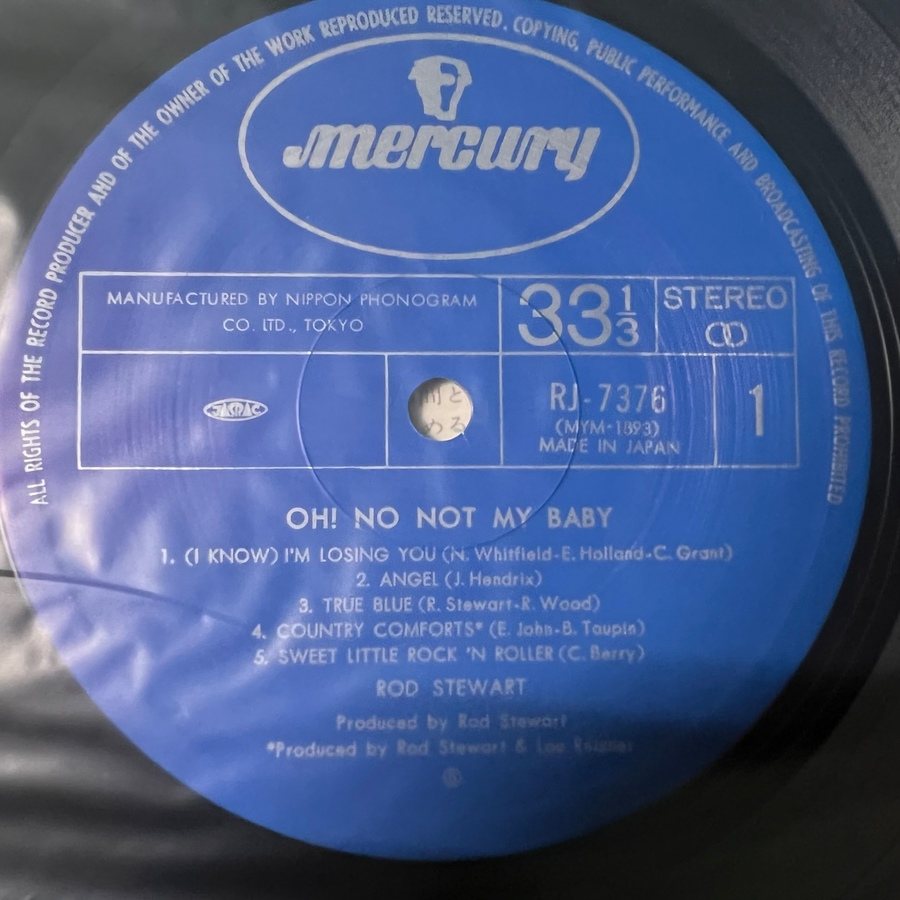 ALL RIGHTS OF THE RECORD PRODUCER AND OF THE OWNER OF THE WORK REPRODUCED RESERVED. COPYING, PUBLIC PERFORMANCE AND BROADCASTING OF THIS RECORD PROHIBITED
mercury
MANUFACTURED BY NIPPON PHONOGRAM
CO. LTD., TOKYO
33 1/3
STEREO
JASRAC
RJ-7376
(MYM-1893)
MADE IN JAPAN
1
OH! NO NOT MY BABY
1. (I KNOW) I'M LOSING YOU (N. Whitfield-E. Holland-C. Grant)
2. ANGEL (J. Hendrix)
3. TRUE BLUE (R. Stewart-R. Wood)
4. COUNTRY COMFORTS* (E. John-B. Taupin)
5. SWEET LITTLE ROCK 'N ROLLER (C. Berry)
ROD STEWART
Produced by Rod Stewart
*Produced by Rod Stewart & Lou Reizner